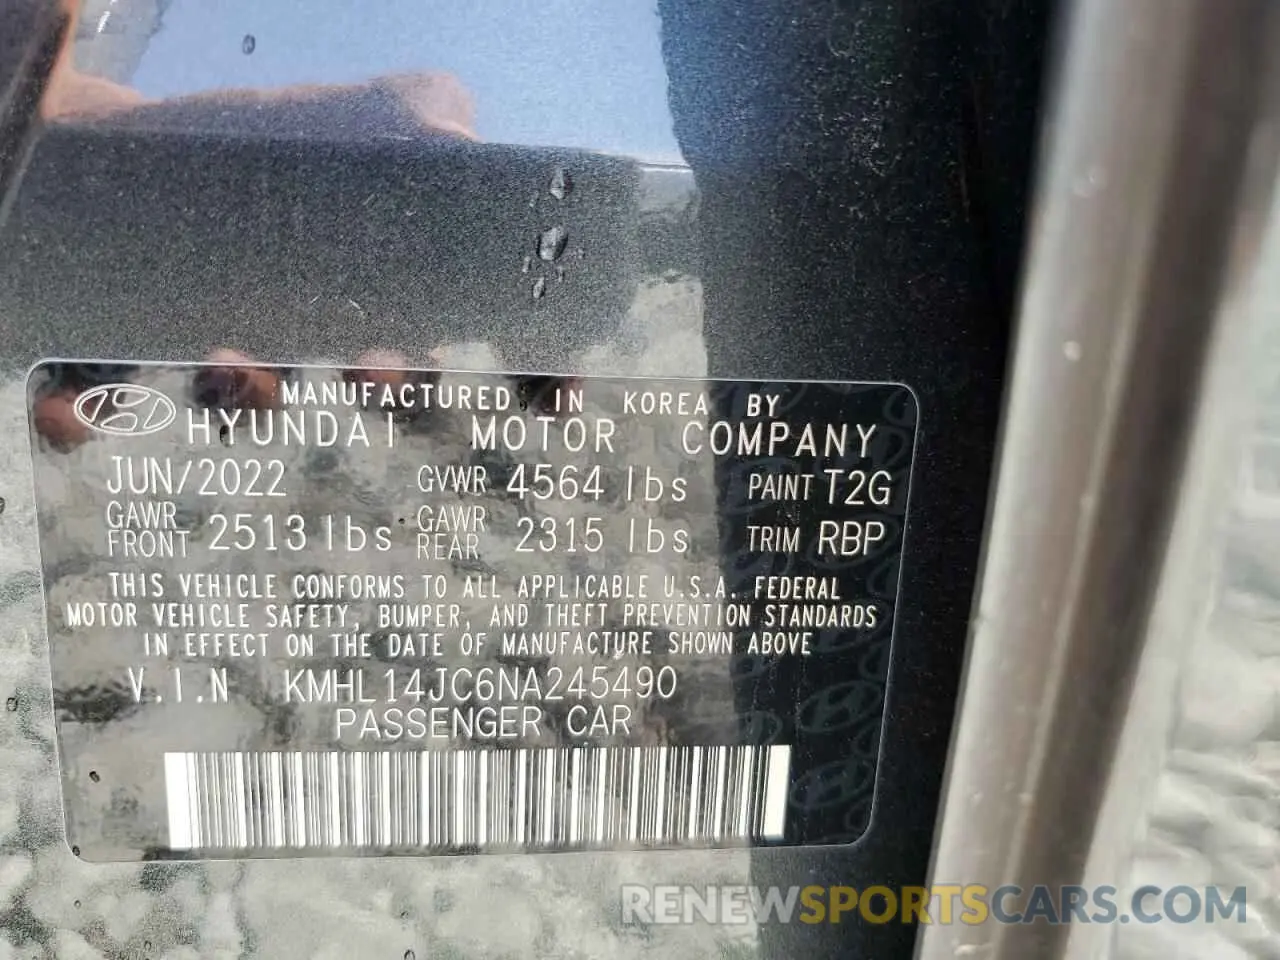 MANUFACTURED IN KOREA BY
HYUNDAI MOTOR COMPANY
JUN/2022 GVWR 4564 lbs PAINT T2G
GAWR FRONT 2513 lbs GAWR REAR 2315 lbs TRIM RBP
THIS VEHICLE CONFORMS TO ALL APPLICABLE U.S.A. FEDERAL
MOTOR VEHICLE SAFETY, BUMPER, AND THEFT PREVENTION STANDARDS
IN EFFECT ON THE DATE OF MANUFACTURE SHOWN ABOVE
V.I.N KMHL14JC6NA245490
PASSENGER CAR
RENEWSPORTSCARS.COM